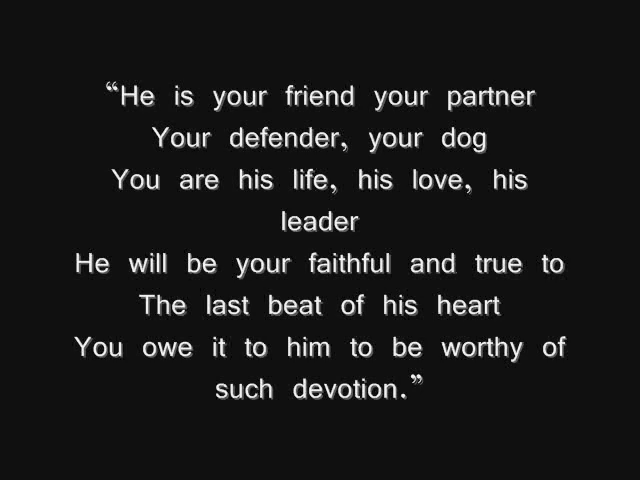 “He is your friend your partner
Your defender, your dog
You are his life, his love, his
leader
He will be your faithful and true to
The last beat of his heart
You owe it to him to be worthy of
such devotion.”